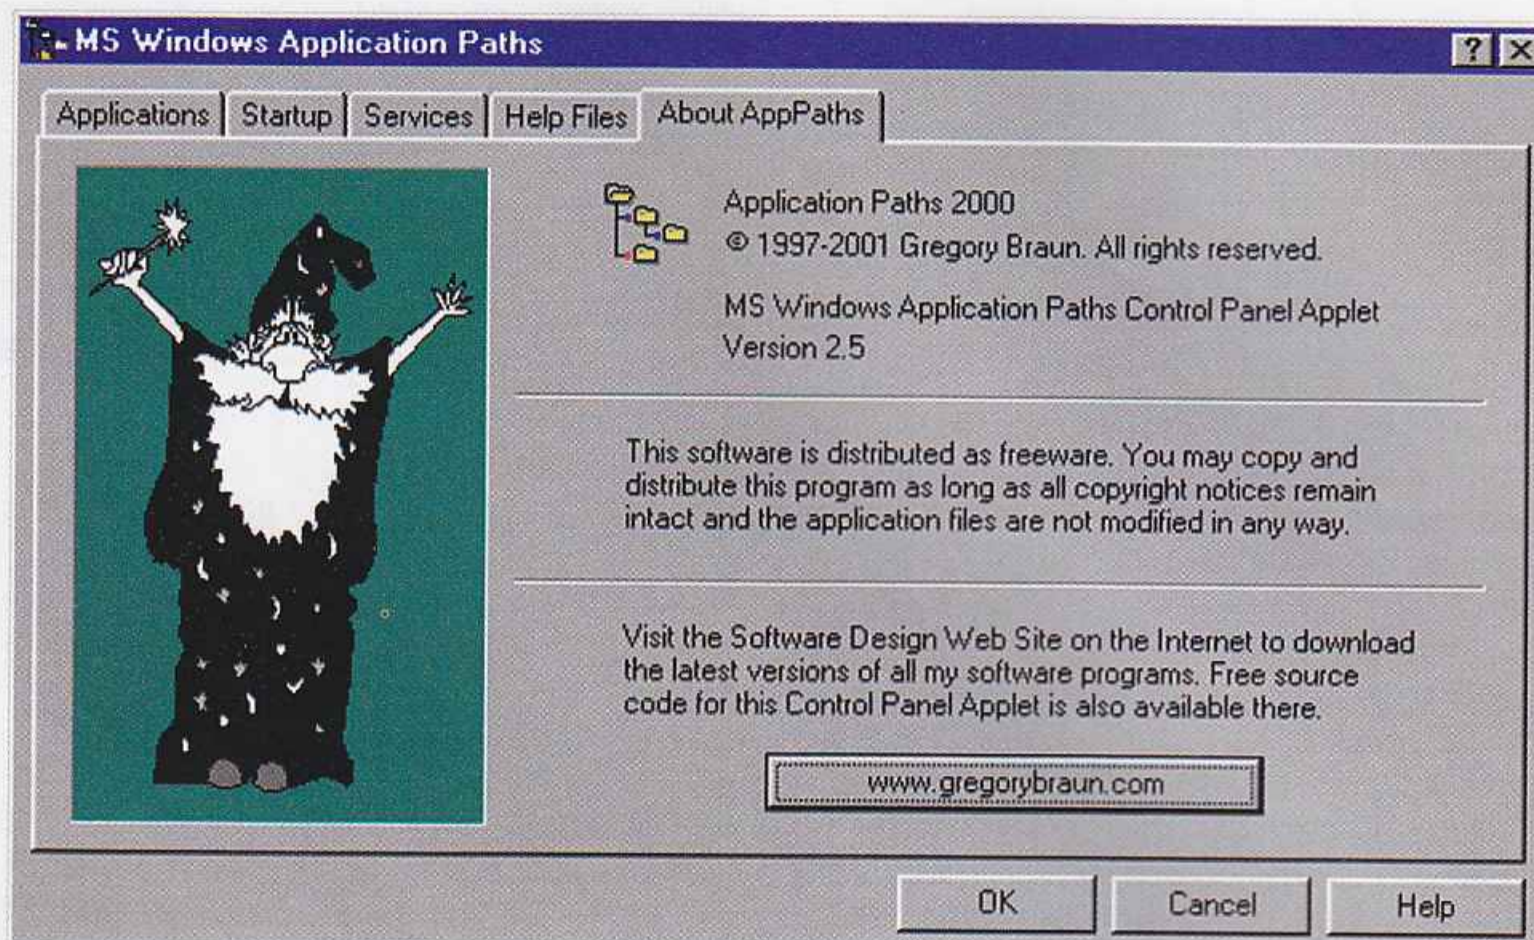 MS Windows Application Paths
Applications Startup Services Help Files About AppPaths
Application Paths 2000
© 1997-2001 Gregory Braun. All rights reserved.
MS Windows Application Paths Control Panel Applet
Version 2.5
This software is distributed as freeware. You may copy and
distribute this program as long as all copyright notices remain
intact and the application files are not modified in any way.
Visit the Software Design Web Site on the Internet to download
the latest versions of all my software programs. Free source
code for this Control Panel Applet is also available there.
www.gregorybraun.com
OK Cancel Help